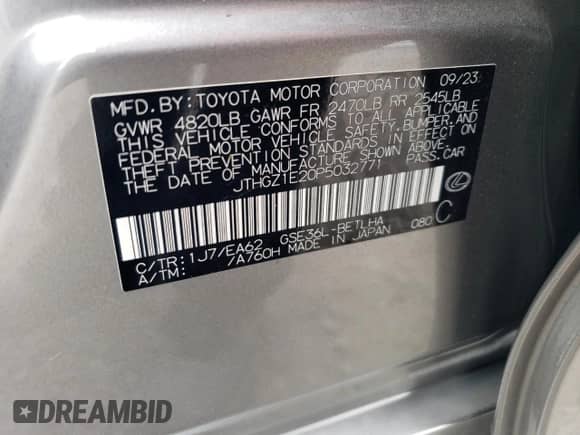 MFD.BY:TOYOTA MOTOR CORPORATION 09/23
GVWR 4820LB GAWR FR 2470LB RR 2545LB
THIS VEHICLE CONFORMS TO ALL APPLICABLE
FEDERAL MOTOR VEHICLE SAFETY,BUMPER,AND
THEFT PREVENTION STANDARDS IN EFFECT ON
THE DATE OF MANUFACTURE SHOWN ABOVE.
JTHGZ1E20P5032771 PASS.CAR
C/TR:1J7/EA62 GSE36L-BETLHA 080 C
A/TM: /A760H MADE IN JAPAN
DREAMBID